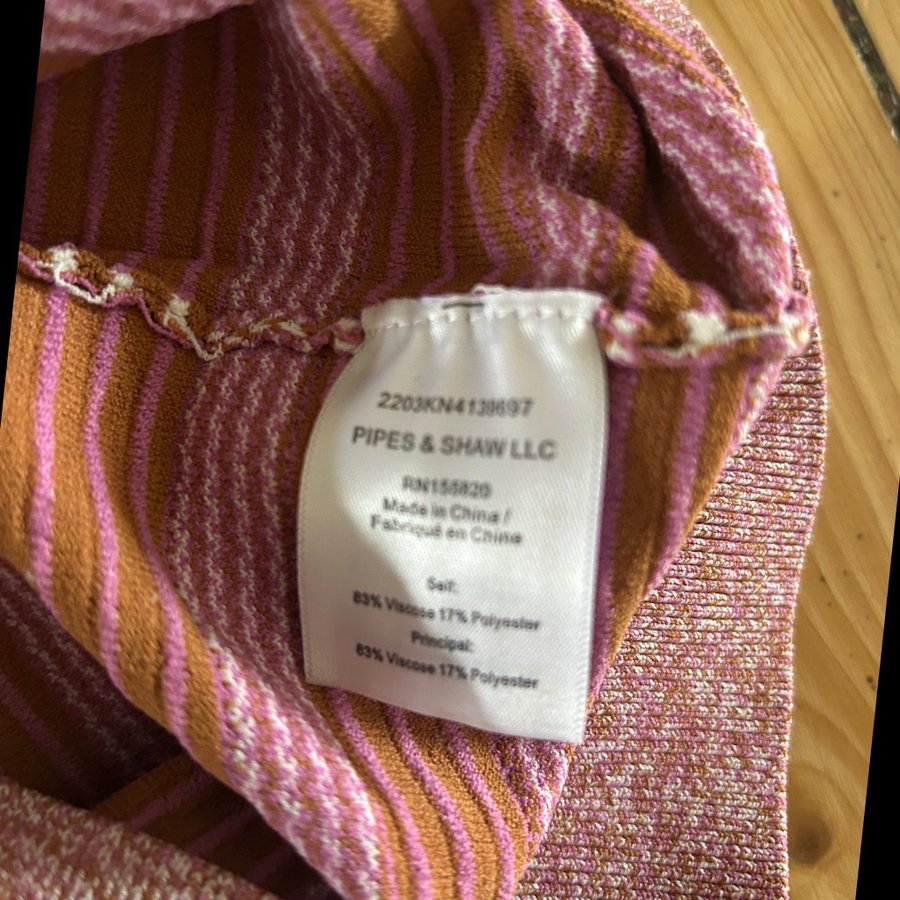 2203KN4139697
PIPES & SHAW LLC
RN155820
Made in China /
Fabriqué en Chine
Self:
83% Viscose 17% Polyester
Principal:
83% Viscose 17% Polyester